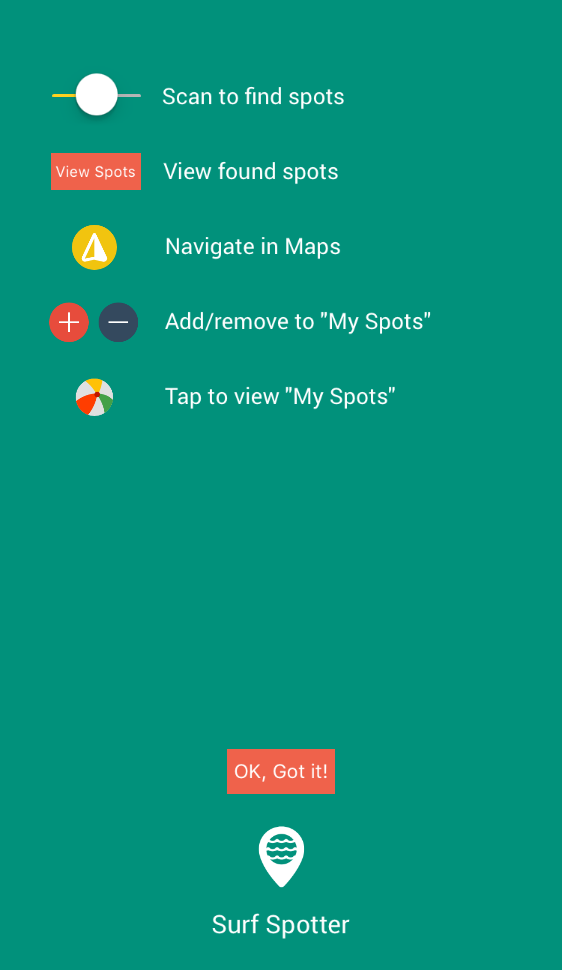 Scan to find spots
View Spots View found spots
Navigate in Maps
Add/remove to "My Spots"
Tap to view "My Spots"
OK, Got it!
Surf Spotter